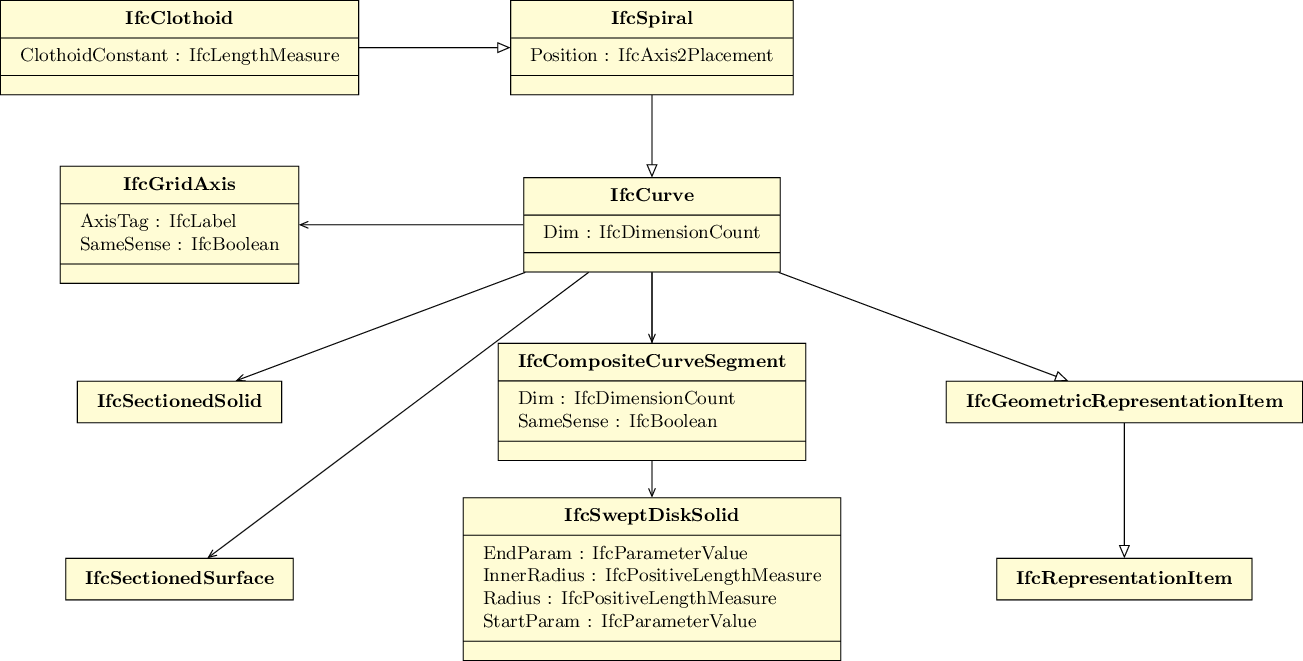 IfcClothoid
ClothoidConstant : IfcLengthMeasure
IfcSpiral
Position : IfcAxis2Placement
IfcGridAxis
AxisTag : IfcLabel
SameSense : IfcBoolean
IfcCurve
Dim : IfcDimensionCount
IfcSectionedSolid
IfcCompositeCurveSegment
Dim : IfcDimensionCount
SameSense : IfcBoolean
IfcGeometricRepresentationItem
IfcSectionedSurface
IfcSweptDiskSolid
EndParam : IfcParameterValue
InnerRadius : IfcPositiveLengthMeasure
Radius : IfcPositiveLengthMeasure
StartParam : IfcParameterValue
IfcRepresentationItem